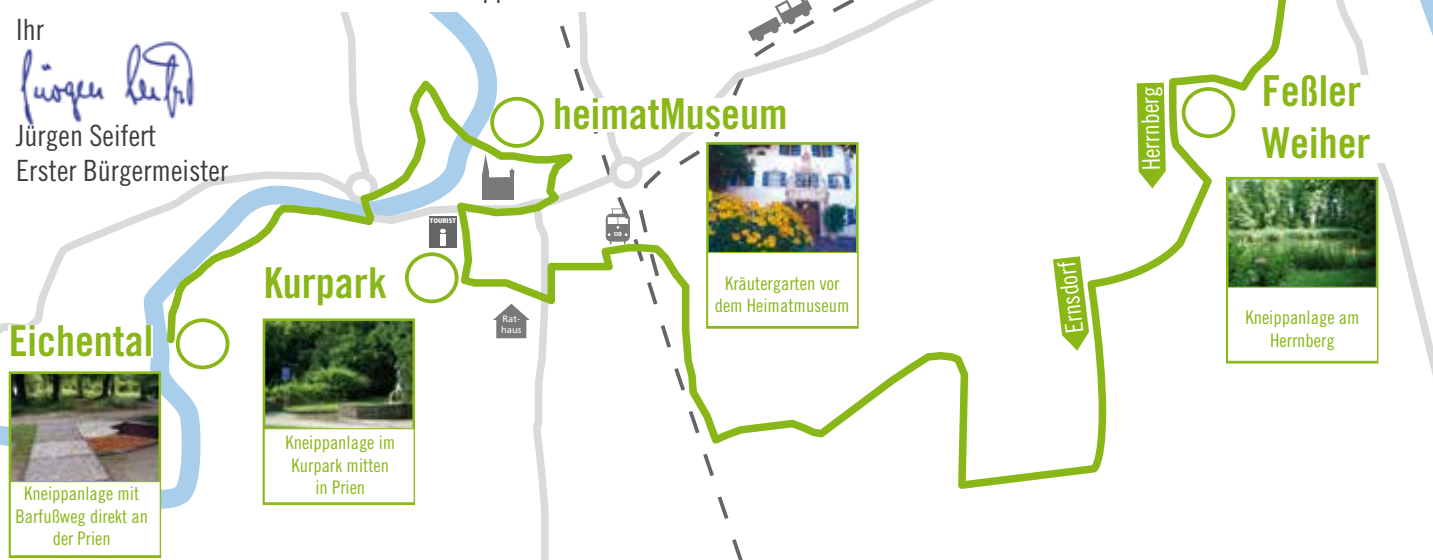 Ihr
Jürgen Seifert
Erster Bürgermeister
heimatMuseum
Kräutergarten vor
dem Heimatmuseum
Herrnberg
Feßler
Weiher
Kneippanlage am
Herrnberg
TOURIST
i
DB
Kurpark
Kneippanlage im
Kurpark mitten
in Prien
Rat-
haus
Ernsdorf
Eichental
Kneippanlage mit
Barfußweg direkt an
der Prien